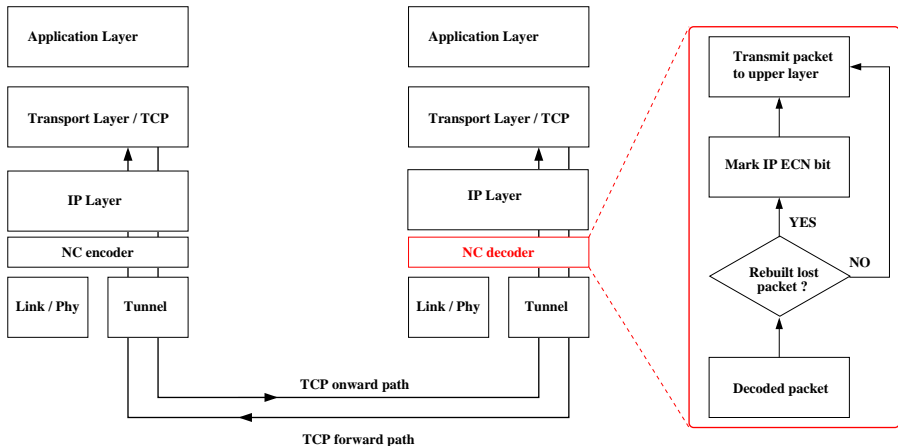 Application Layer
Transport Layer / TCP
IP Layer
NC encoder
Link / Phy
Tunnel
Application Layer
Transport Layer / TCP
IP Layer
NC decoder
Link / Phy
Tunnel
TCP onward path
TCP forward path
Transmit packet
to upper layer
Mark IP ECN bit
YES
NO
Rebuilt lost
packet ?
Decoded packet